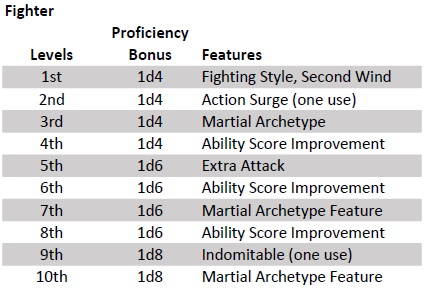 Fighter
Proficiency
Levels Bonus Features
1st 1d4 Fighting Style, Second Wind
2nd 1d4 Action Surge (one use)
3rd 1d4 Martial Archetype
4th 1d4 Ability Score Improvement
5th 1d6 Extra Attack
6th 1d6 Ability Score Improvement
7th 1d6 Martial Archetype Feature
8th 1d6 Ability Score Improvement
9th 1d8 Indomitable (one use)
10th 1d8 Martial Archetype Feature